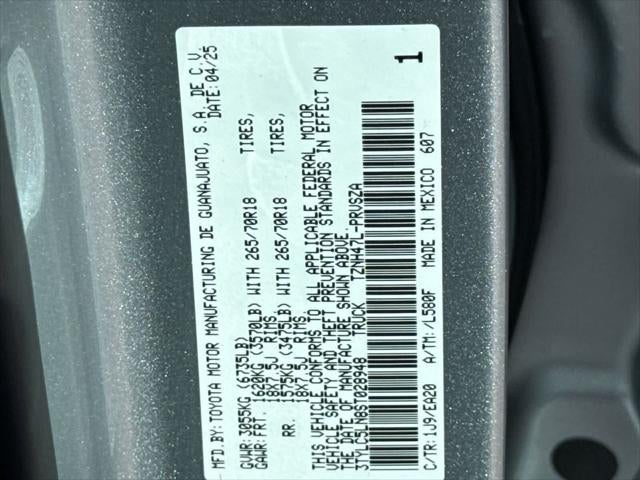 MFD.BY:TOYOTA MOTOR MANUFACTURING DE GUANAJUATO, S.A. DE C.V.
DATE:04/25
GVWR:3055KG (6735LB)
GAWR:FRT. 1620KG (3570LB) WITH 265/70R18 TIRES,
18X7.5J RIMS
RR. 1575KG (3475LB) WITH 265/70R18 TIRES,
18X7.5J RIMS.
THIS VEHICLE CONFORMS TO ALL APPLICABLE FEDERAL MOTOR
VEHICLE SAFETY AND THEFT PREVENTION STANDARDS IN EFFECT ON
THE DATE OF MANUFACTURE SHOWN ABOVE.
3TYLC5LN8ST028948 TRUCK TZNH47L-PRVSZA
C/TR:1J9/EA20 A/TM:/L580F MADE IN MEXICO 607
1